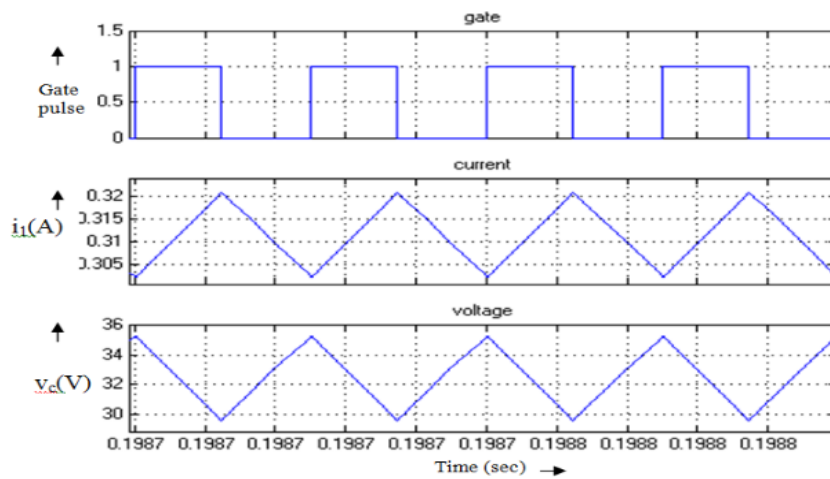 gate
1.5
1
0.5
0
Gate
pulse
current
0.32
0.315
0.31
0.305
i1(A)
voltage
36
34
32
30
vc(V)
0.1987 0.1987 0.1987 0.1987 0.1987 0.1987 0.1988 0.1988 0.1988 0.1988
Time (sec)